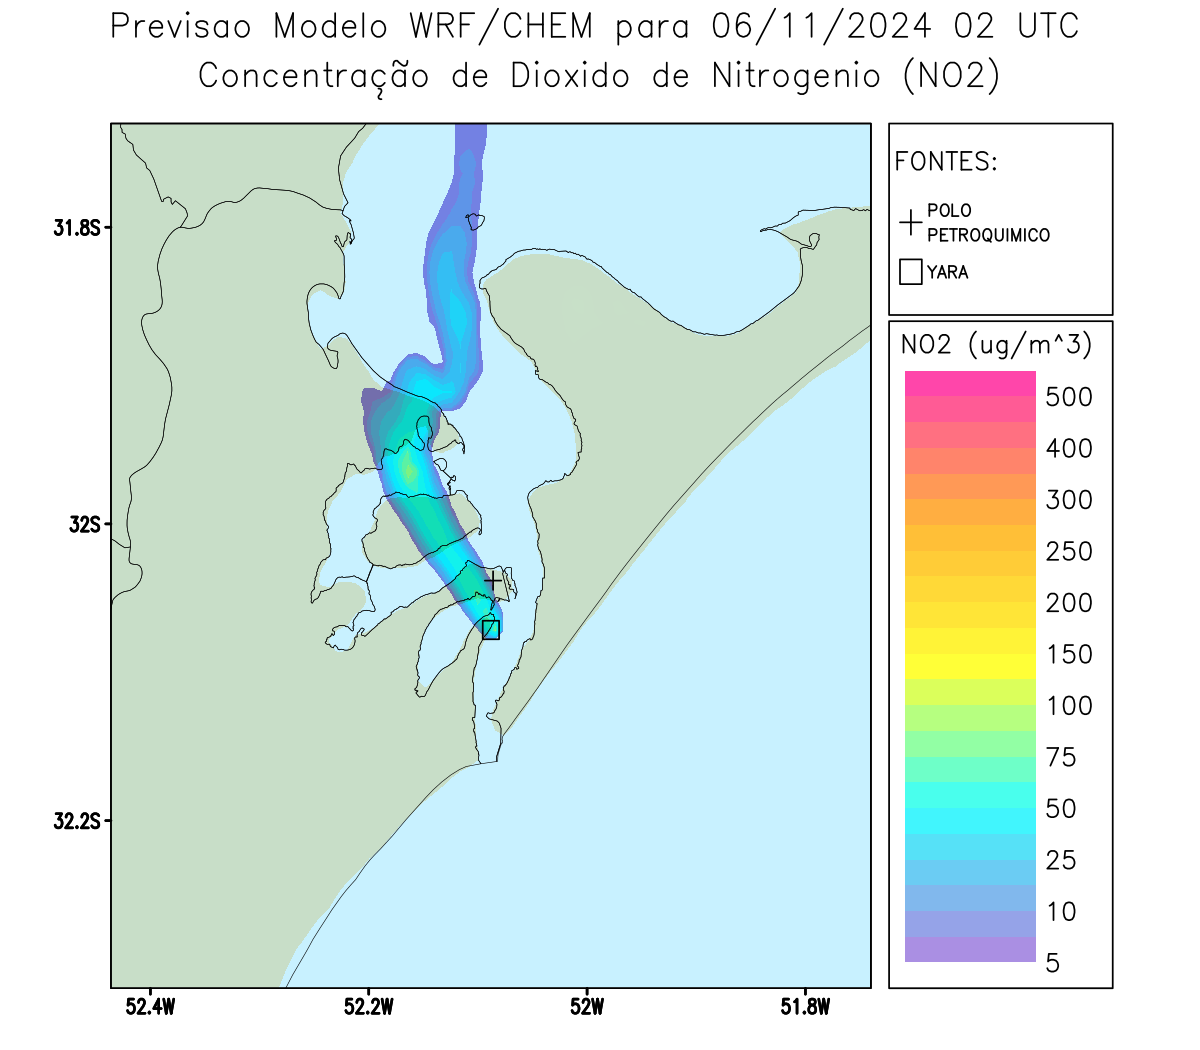 Previsao Modelo WRF/CHEM para 06/11/2024 02 UTC
Concentração de Dioxido de Nitrogenio (NO2)
FONTES:
POLO
PETROQUIMICO
YARA
NO2 (ug/m^3)
500
400
300
250
200
150
100
75
50
25
10
5
31.8S
32S
32.2S
52.4W
52.2W
52W
51.8W